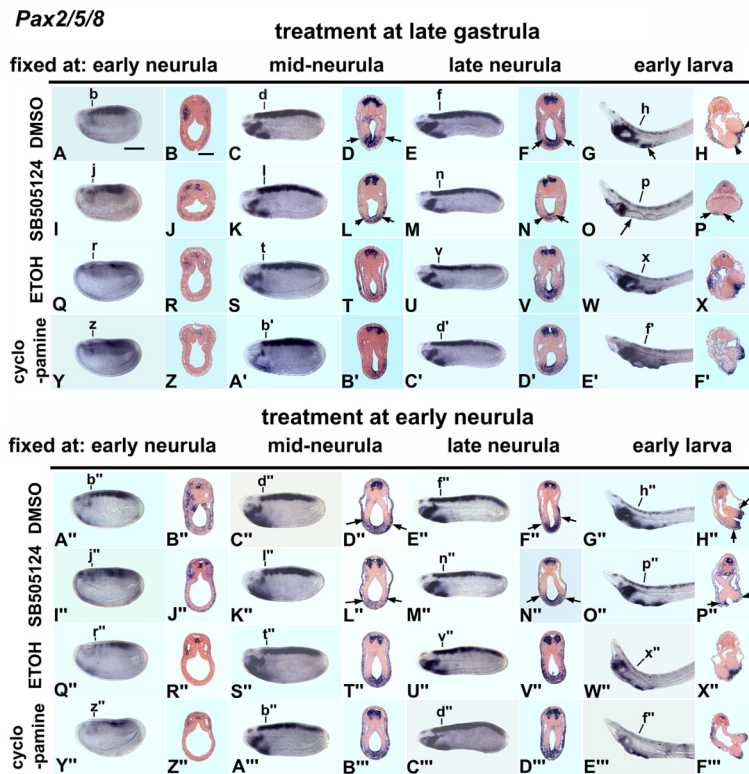 Pax2/5/8
treatment at late gastrula
fixed at: early neurula mid-neurula late neurula early larva
DMSO
b d f h
A B C D E F G H
SB505124
j l n p
I J K L M N O P
ETOH
r t v x
Q R S T U V W X
cyclo
-pamine
z b' d' f'
Y Z A' B' C' D' E' F'
treatment at early neurula
fixed at: early neurula mid-neurula late neurula early larva
DMSO
b'' d'' f'' h''
A'' B'' C'' D'' E'' F'' G'' H''
SB505124
j'' l'' n'' p''
I'' J'' K'' L'' M'' N'' O'' P''
ETOH
r'' t'' v'' x''
Q'' R'' S'' T'' U'' V'' W'' X''
cyclo
-pamine
z'' b'' d'' f''
Y'' Z'' A''' B''' C''' D''' E''' F'''